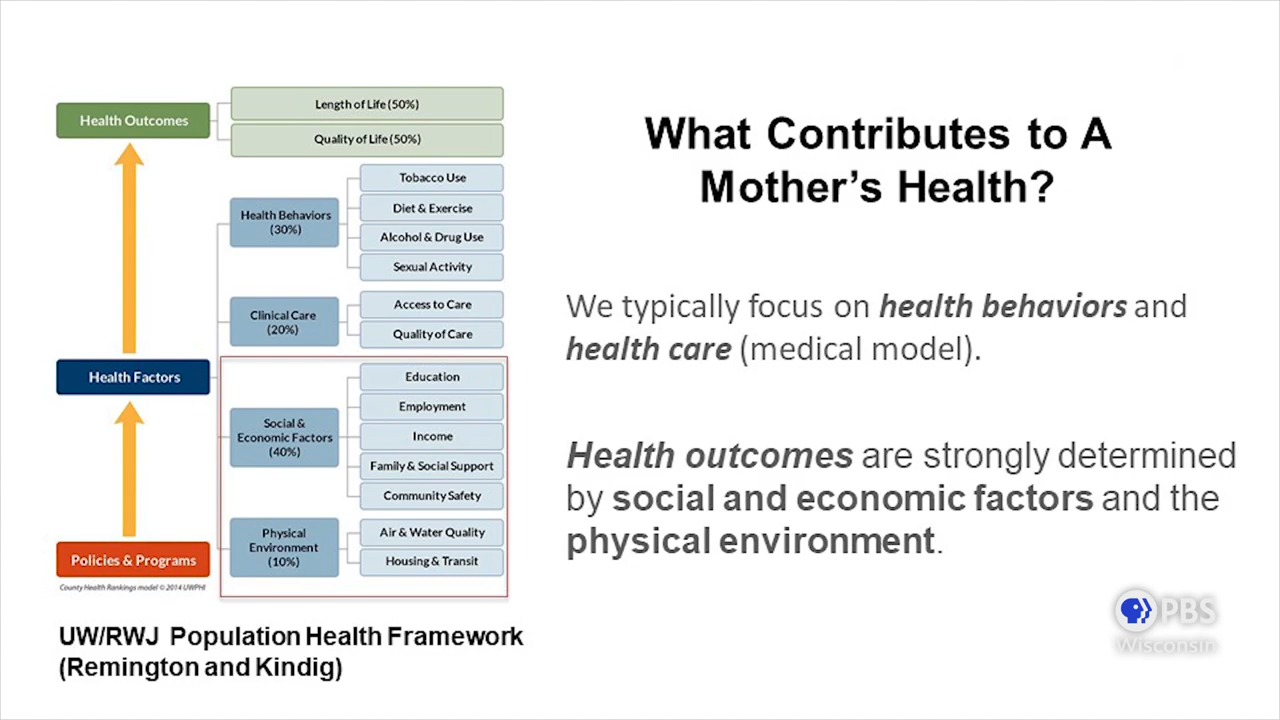 What Contributes to A
Mother's Health?
Health Outcomes
Length of Life (50%)
Quality of Life (50%)
Health Behaviors
(30%)
Tobacco Use
Diet & Exercise
Alcohol & Drug Use
Sexual Activity
Clinical Care
(20%)
Access to Care
Quality of Care
Health Factors
Social &
Economic Factors
(40%)
Education
Employment
Income
Family & Social Support
Community Safety
Physical
Environment
(10%)
Air & Water Quality
Housing & Transit
Policies & Programs
County Health Rankings model © 2014 UWPHI
UW/RWJ Population Health Framework
(Remington and Kindig)
We typically focus on health behaviors and
health care (medical model).
Health outcomes are strongly determined
by social and economic factors and the
physical environment.
PBS
Wisconsin